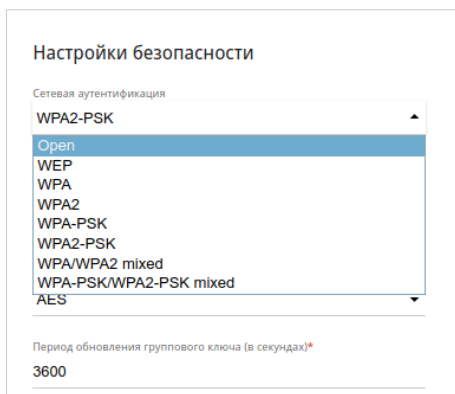 Настройки безопасности
Сетевая аутентификация
WPA2-PSK
Open
WEP
WPA
WPA2
WPA-PSK
WPA2-PSK
WPA/WPA2 mixed
WPA-PSK/WPA2-PSK mixed
AES
Период обновления группового ключа (в секундах)*
3600